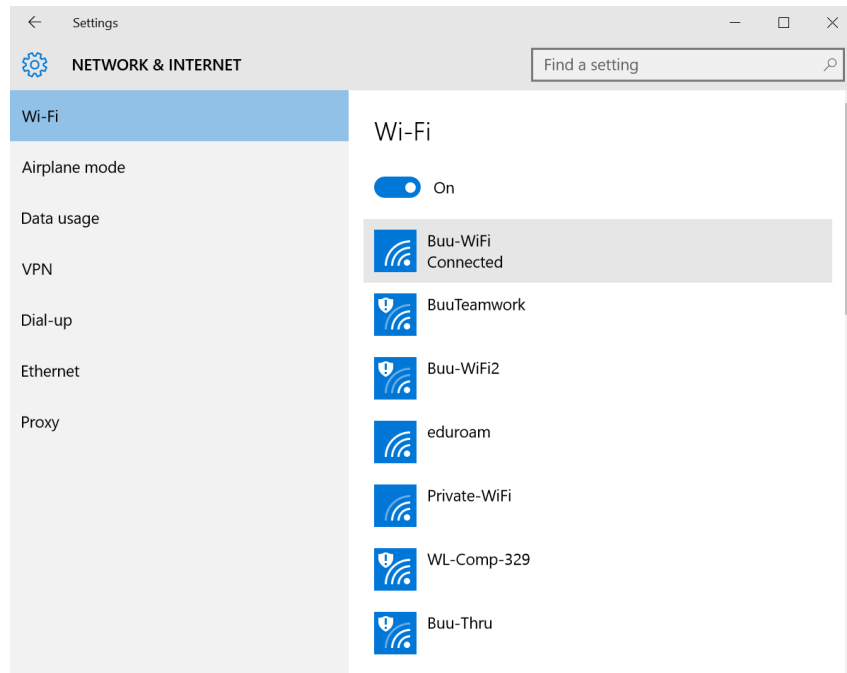 Settings
NETWORK & INTERNET
Find a setting
Wi-Fi
Airplane mode
Data usage
VPN
Dial-up
Ethernet
Proxy
Wi-Fi
On
Buu-WiFi
Connected
BuuTeamwork
Buu-WiFi2
eduroam
Private-WiFi
WL-Comp-329
Buu-Thru